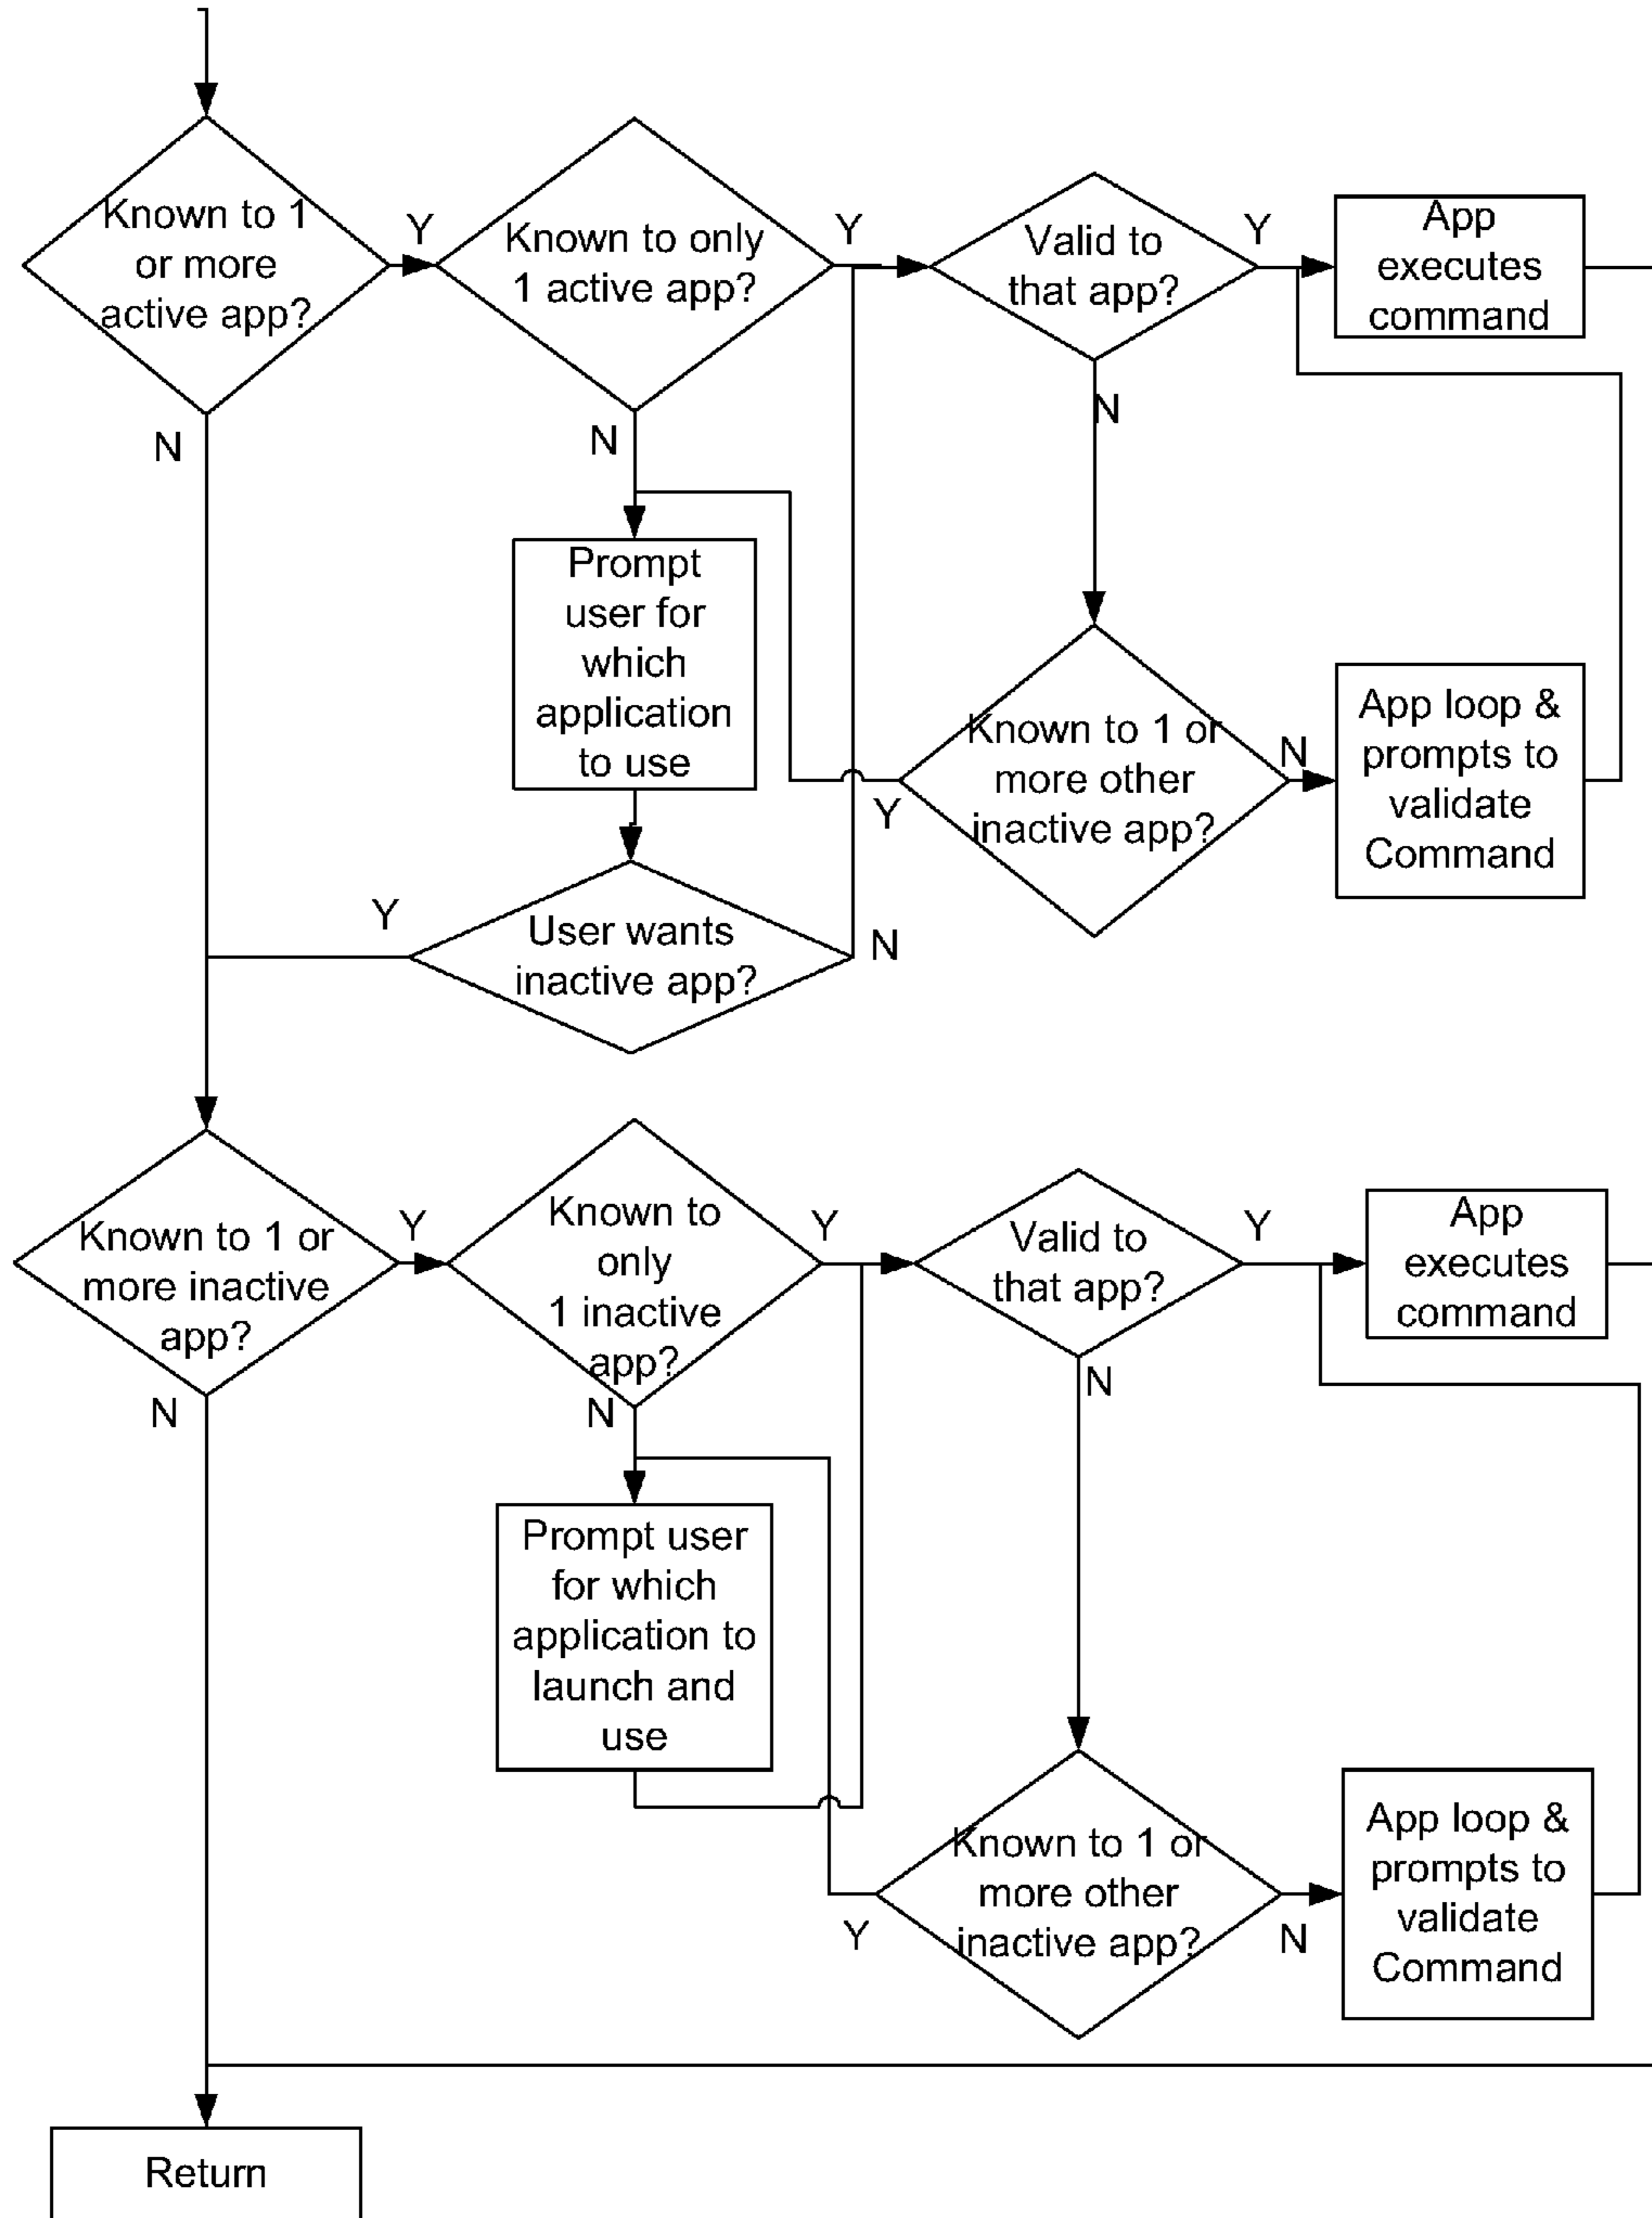 Known to 1
or more
active app?
Y
N
Known to only
1 active app?
Y
N
Valid to
that app?
Y
N
App
executes
command
Prompt
user for
which
application
to use
Known to 1 or
more other
inactive app?
Y
N
App loop &
prompts to
validate
Command
User wants
inactive app?
Y
N
Known to 1 or
more inactive
app?
Y
N
Known to
only
1 inactive
app?
Y
N
Valid to
that app?
Y
N
App
executes
command
Prompt user
for which
application to
launch and
use
Known to 1 or
more other
inactive app?
Y
N
App loop &
prompts to
validate
Command
Return